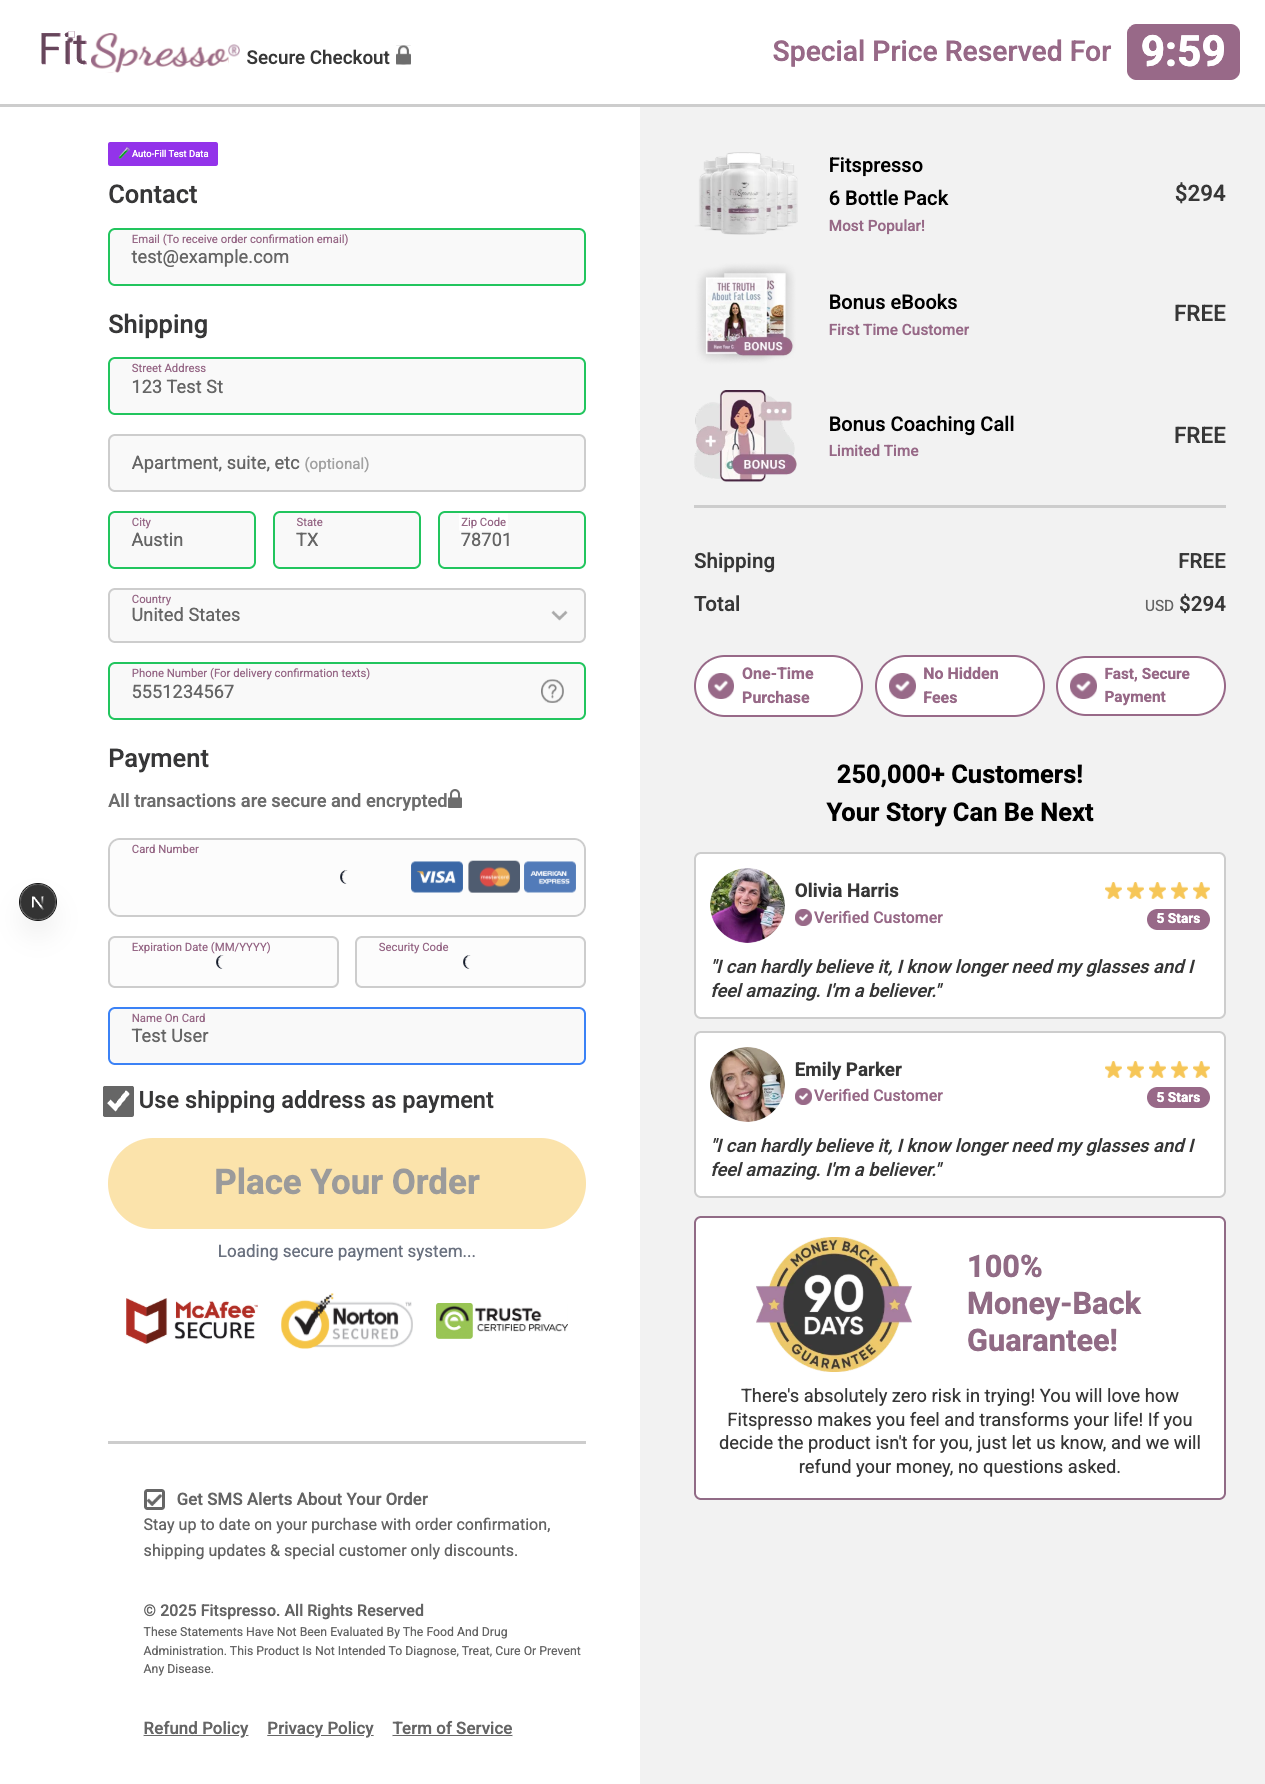 FitSpresso® Secure Checkout
Special Price Reserved For 9:59
Auto-Fill Test Data
Contact
Email (To receive order confirmation email)
test@example.com
Shipping
Street Address
123 Test St
Apartment, suite, etc (optional)
City
Austin
State
TX
Zip Code
78701
Country
United States
Phone Number (For delivery confirmation texts)
5551234567
?
Payment
All transactions are secure and encrypted
Card Number
VISA
mastercard
AMERICAN EXPRESS
Expiration Date (MM/YYYY)
Security Code
Name On Card
Test User
Use shipping address as payment
Place Your Order
Loading secure payment system...
McAfee™
SECURE
Norton™
SECURED
TRUSTe
CERTIFIED PRIVACY
Get SMS Alerts About Your Order
Stay up to date on your purchase with order confirmation,
shipping updates & special customer only discounts.
© 2025 Fitspresso. All Rights Reserved
These Statements Have Not Been Evaluated By The Food And Drug
Administration. This Product Is Not Intended To Diagnose, Treat, Cure Or Prevent
Any Disease.
Refund Policy Privacy Policy Term of Service
N
FitSpresso
Fitspresso
6 Bottle Pack
Most Popular!
$294
THE TRUTH
About Fat Loss
BONUS
Bonus eBooks
First Time Customer
FREE
BONUS
Bonus Coaching Call
Limited Time
FREE
Shipping FREE
Total USD $294
One-Time
Purchase
No Hidden
Fees
Fast, Secure
Payment
250,000+ Customers!
Your Story Can Be Next
Olivia Harris
Verified Customer
5 Stars
"I can hardly believe it, I know longer need my glasses and I
feel amazing. I'm a believer."
Emily Parker
Verified Customer
5 Stars
"I can hardly believe it, I know longer need my glasses and I
feel amazing. I'm a believer."
MONEY BACK
90
DAYS
GUARANTEE
100%
Money-Back
Guarantee!
There's absolutely zero risk in trying! You will love how
Fitspresso makes you feel and transforms your life! If you
decide the product isn't for you, just let us know, and we will
refund your money, no questions asked.